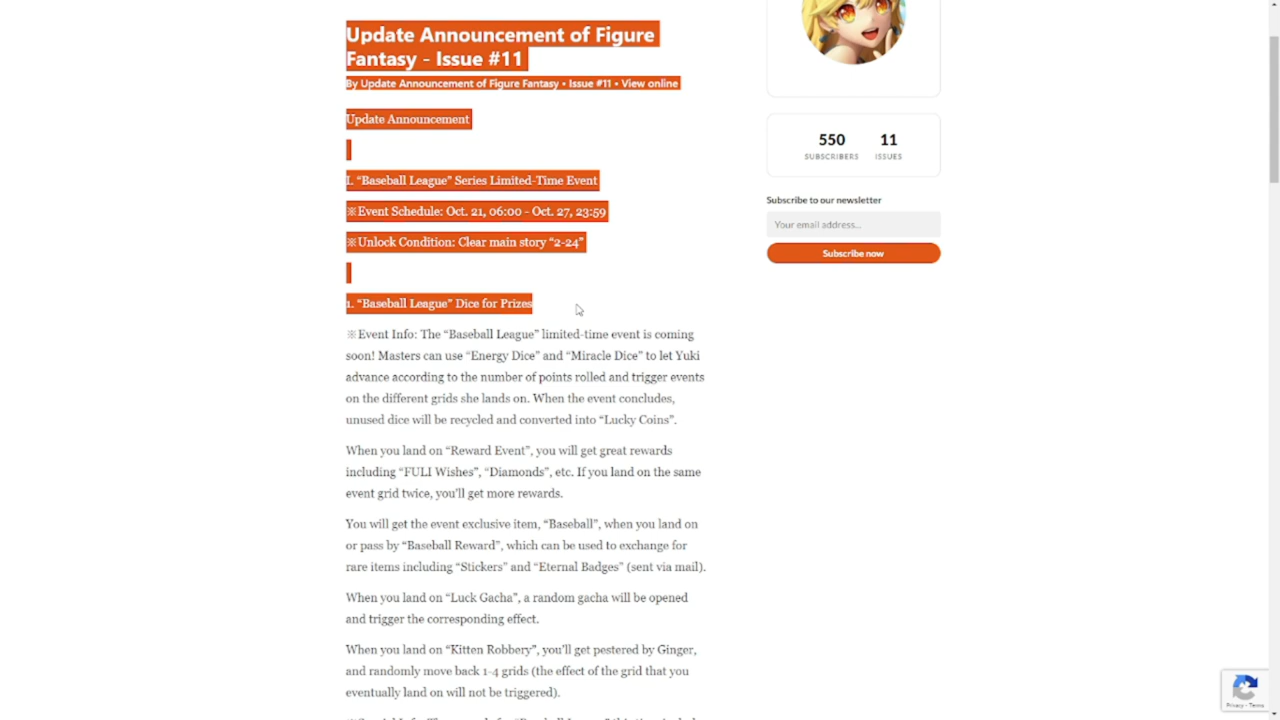 Update Announcement of Figure
Fantasy - Issue #11
By Update Announcement of Figure Fantasy • Issue #11 • View online
Update Announcement
I. “Baseball League” Series Limited-Time Event
※Event Schedule: Oct. 21, 06:00 - Oct. 27, 23:59
※Unlock Condition: Clear main story “2-24”
1. “Baseball League” Dice for Prizes
※Event Info: The “Baseball League” limited-time event is coming
soon! Masters can use “Energy Dice” and “Miracle Dice” to let Yuki
advance according to the number of points rolled and trigger events
on the different grids she lands on. When the event concludes,
unused dice will be recycled and converted into “Lucky Coins”.
When you land on “Reward Event”, you will get great rewards
including “FULI Wishes”, “Diamonds”, etc. If you land on the same
event grid twice, you’ll get more rewards.
You will get the event exclusive item, “Baseball”, when you land on
or pass by “Baseball Reward”, which can be used to exchange for
rare items including “Stickers” and “Eternal Badges” (sent via mail).
When you land on “Luck Gacha”, a random gacha will be opened
and trigger the corresponding effect.
When you land on “Kitten Robbery”, you’ll get pestered by Ginger,
and randomly move back 1-4 grids (the effect of the grid that you
eventually land on will not be triggered).
550 11
SUBSCRIBERS ISSUES
Subscribe to our newsletter
Your email address...
Subscribe now
Privacy - Terms